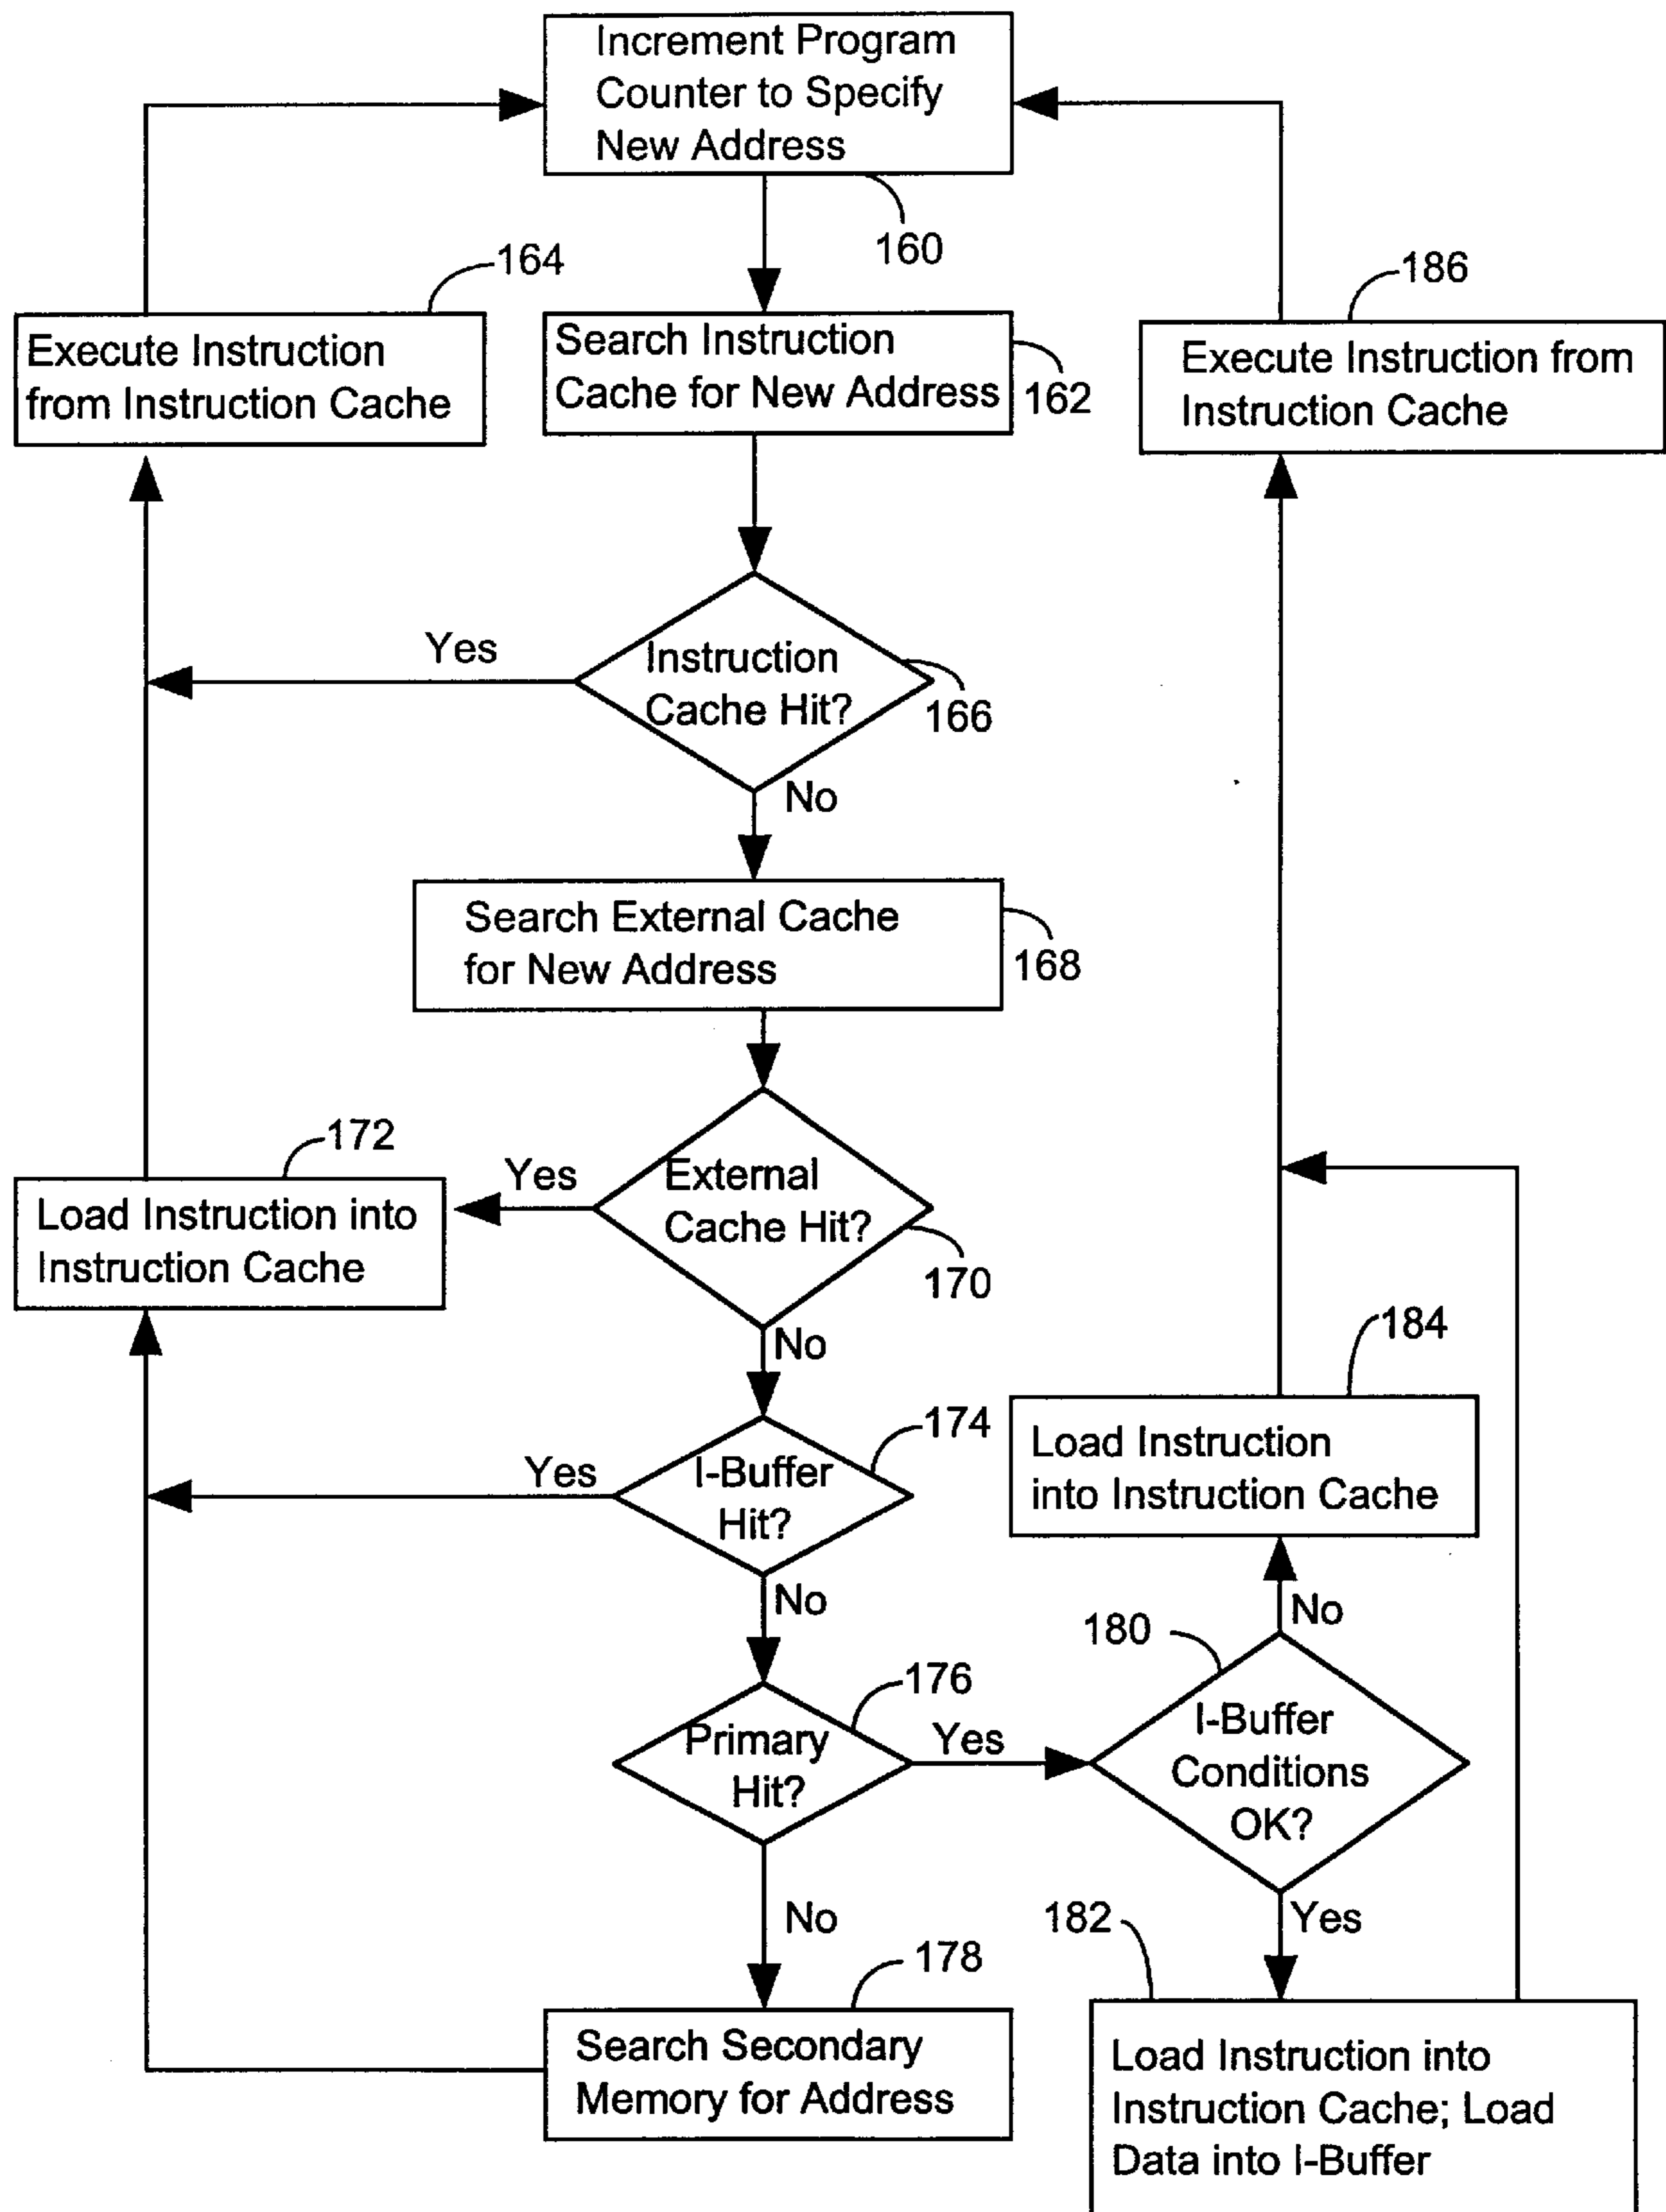 Increment Program
Counter to Specify
New Address
160
164
186
Execute Instruction
from Instruction Cache
Search Instruction
Cache for New Address
162
Execute Instruction from
Instruction Cache
Yes
Instruction
Cache Hit?
166
No
Search External Cache
for New Address
168
172
Load Instruction into
Instruction Cache
Yes
External
Cache Hit?
170
No
184
174
Yes
I-Buffer
Hit?
Load Instruction
into Instruction Cache
No
No
180
176
Primary
Hit?
Yes
I-Buffer
Conditions
OK?
No
Yes
182
178
Search Secondary
Memory for Address
Load Instruction into
Instruction Cache; Load
Data into I-Buffer